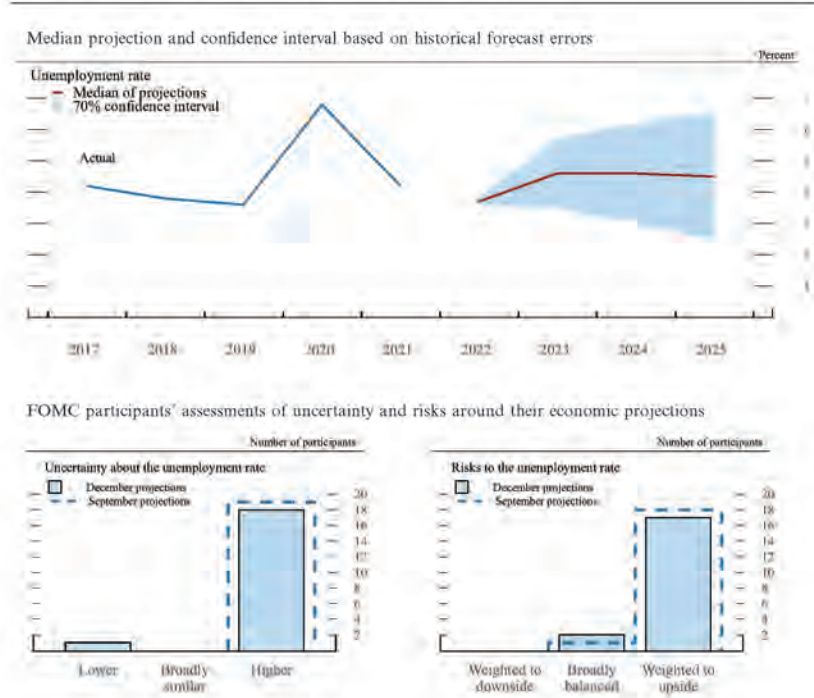 Median projection and confidence interval based on historical forecast errors
Percent
Unemployment rate
Median of projections
70% confidence interval
Actual
2017 2018 2019 2020 2021 2022 2023 2024 2025
FOMC participants' assessments of uncertainty and risks around their economic projections
Number of participants
Uncertainty about the unemployment rate
December projections
September projections
20
18
16
14
12
10
8
6
4
2
Lower Broadly similar Higher
Number of participants
Risks to the unemployment rate
December projections
September projections
20
18
16
14
12
10
8
6
4
2
Weighted to downside Broadly balanced Weighted to upside